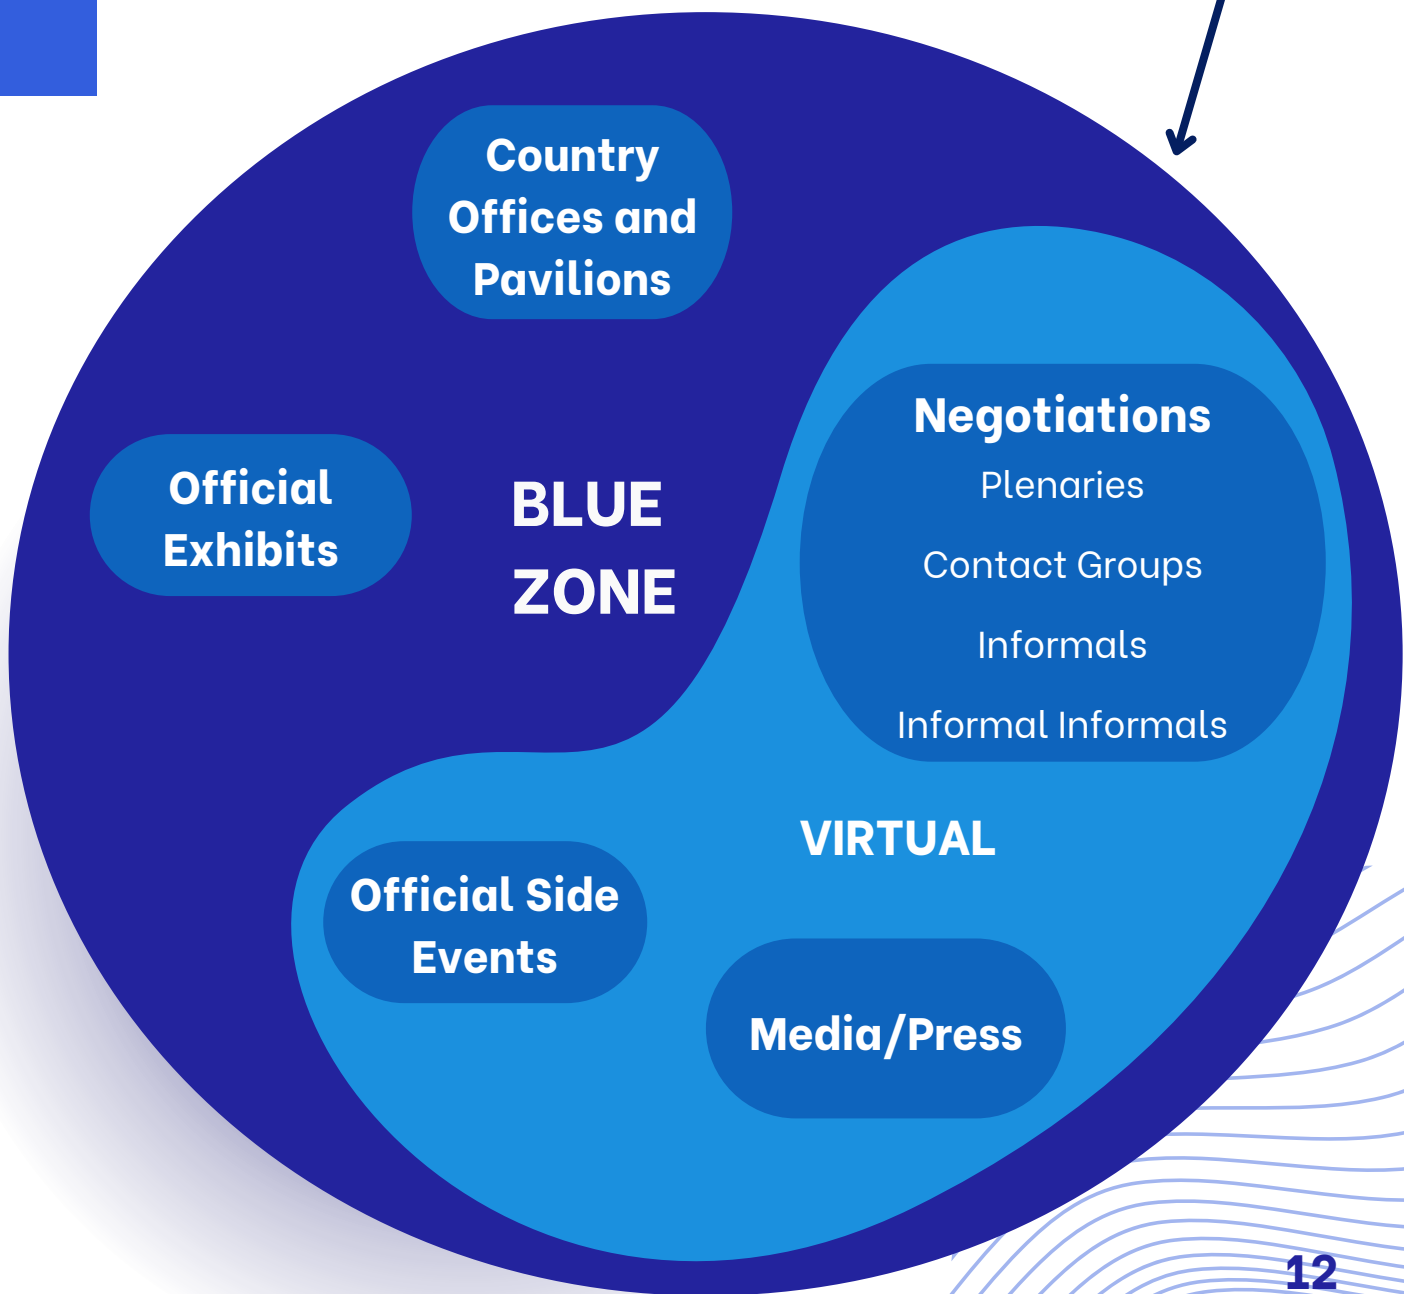 Country
Offices and
Pavilions
Official
Exhibits
BLUE
ZONE
Negotiations
Plenaries
Contact Groups
Informals
Informal Informals
VIRTUAL
Official Side
Events
Media/Press
12